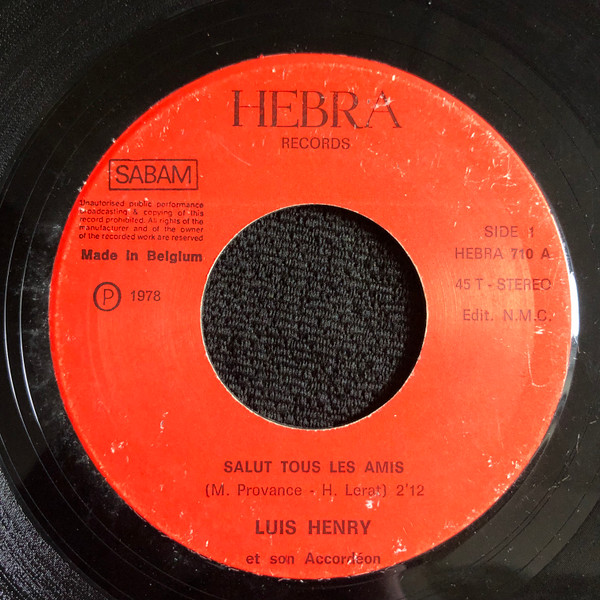 HEBRA
RECORDS
SABAM
Unauthorised public performance
broadcasting & copying of this
record prohibited. All rights of the
manufacturer and of the owner
of the recorded work are reserved
Made in Belgium
Ⓟ 1978
SIDE 1
HEBRA 710 A
45 T - STEREO
Edit. N.M.C.
SALUT TOUS LES AMIS
(M. Provance - H. Lerat) 2'12
LUIS HENRY
et son Accordéon